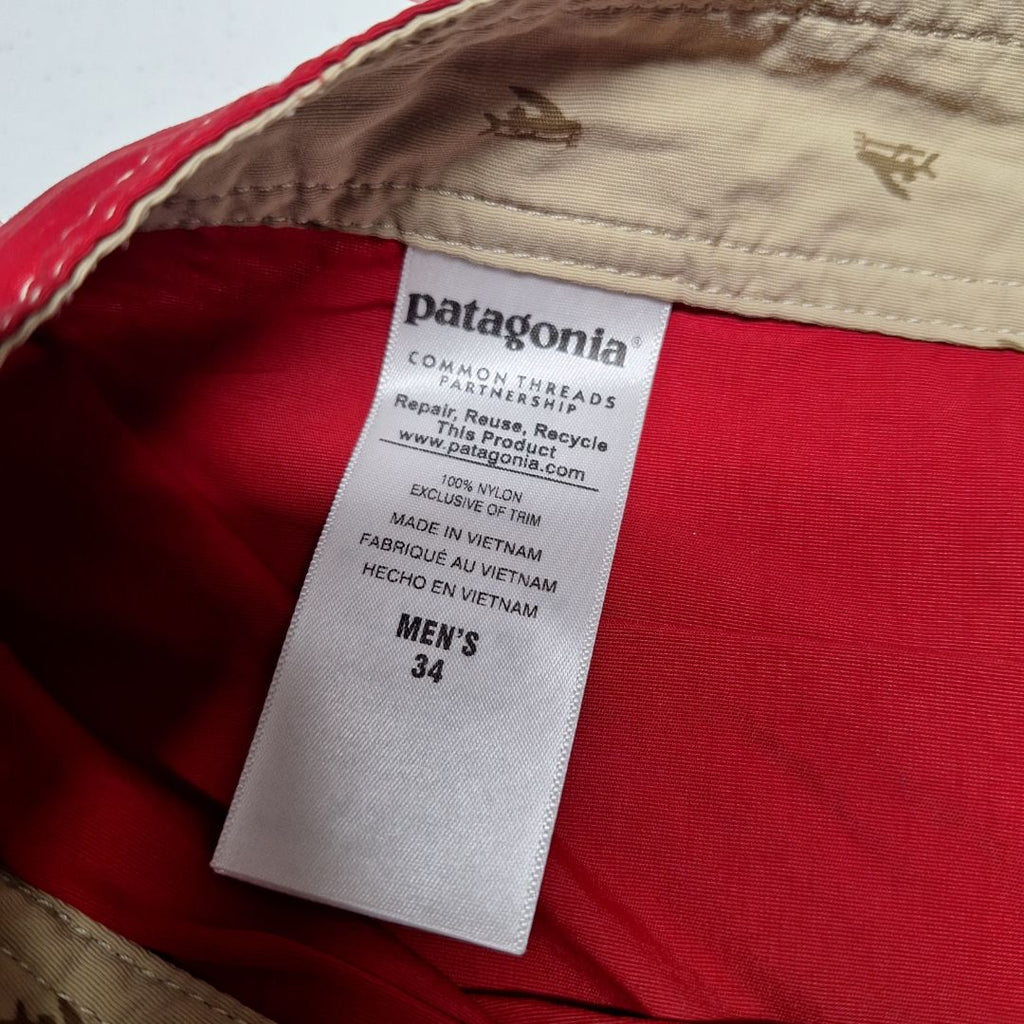 patagonia®
COMMON THREADS
PARTNERSHIP
Repair, Reuse, Recycle
This Product
www.patagonia.com
100% NYLON
EXCLUSIVE OF TRIM
MADE IN VIETNAM
FABRIQUÉ AU VIETNAM
HECHO EN VIETNAM
MEN'S
34